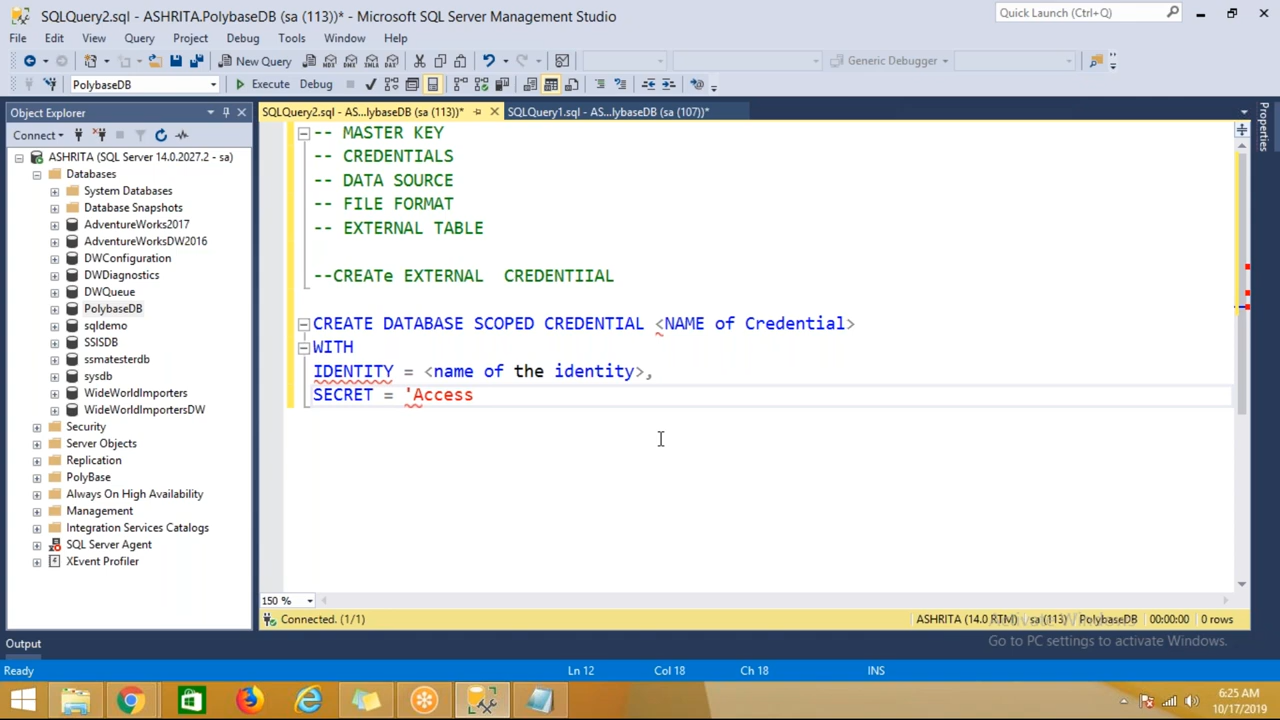 SQLQuery2.sql - ASHRITA.PolybaseDB (sa (113))* - Microsoft SQL Server Management Studio
Quick Launch (Ctrl+Q)
File Edit View Query Project Debug Tools Window Help
New Query
Generic Debugger
PolybaseDB
Execute Debug
Object Explorer
Connect
ASHRITA (SQL Server 14.0.2027.2 - sa)
Databases
System Databases
Database Snapshots
AdventureWorks2017
AdventureWorksDW2016
DWConfiguration
DWDiagnostics
DWQueue
PolybaseDB
sqldemo
SSISDB
ssmatesterdb
sysdb
WideWorldImporters
WideWorldImportersDW
Security
Server Objects
Replication
PolyBase
Always On High Availability
Management
Integration Services Catalogs
SQL Server Agent
XEvent Profiler
SQLQuery2.sql - AS...lybaseDB (sa (113))*
SQLQuery1.sql - AS...lybaseDB (sa (107))*
-- MASTER KEY
-- CREDENTIALS
-- DATA SOURCE
-- FILE FORMAT
-- EXTERNAL TABLE
--CREATe EXTERNAL  CREDENTIIAL
CREATE DATABASE SCOPED CREDENTIAL <NAME of Credential>
WITH
IDENTITY = <name of the identity>,
SECRET = 'Access
150 %
Connected. (1/1)
ASHRITA (14.0 RTM) sa (113) PolybaseDB 00:00:00 0 rows
Activate Windows
Go to PC settings to activate Windows.
Properties
Output
Ready
Ln 12 Col 18 Ch 18 INS
6:25 AM
10/17/2019